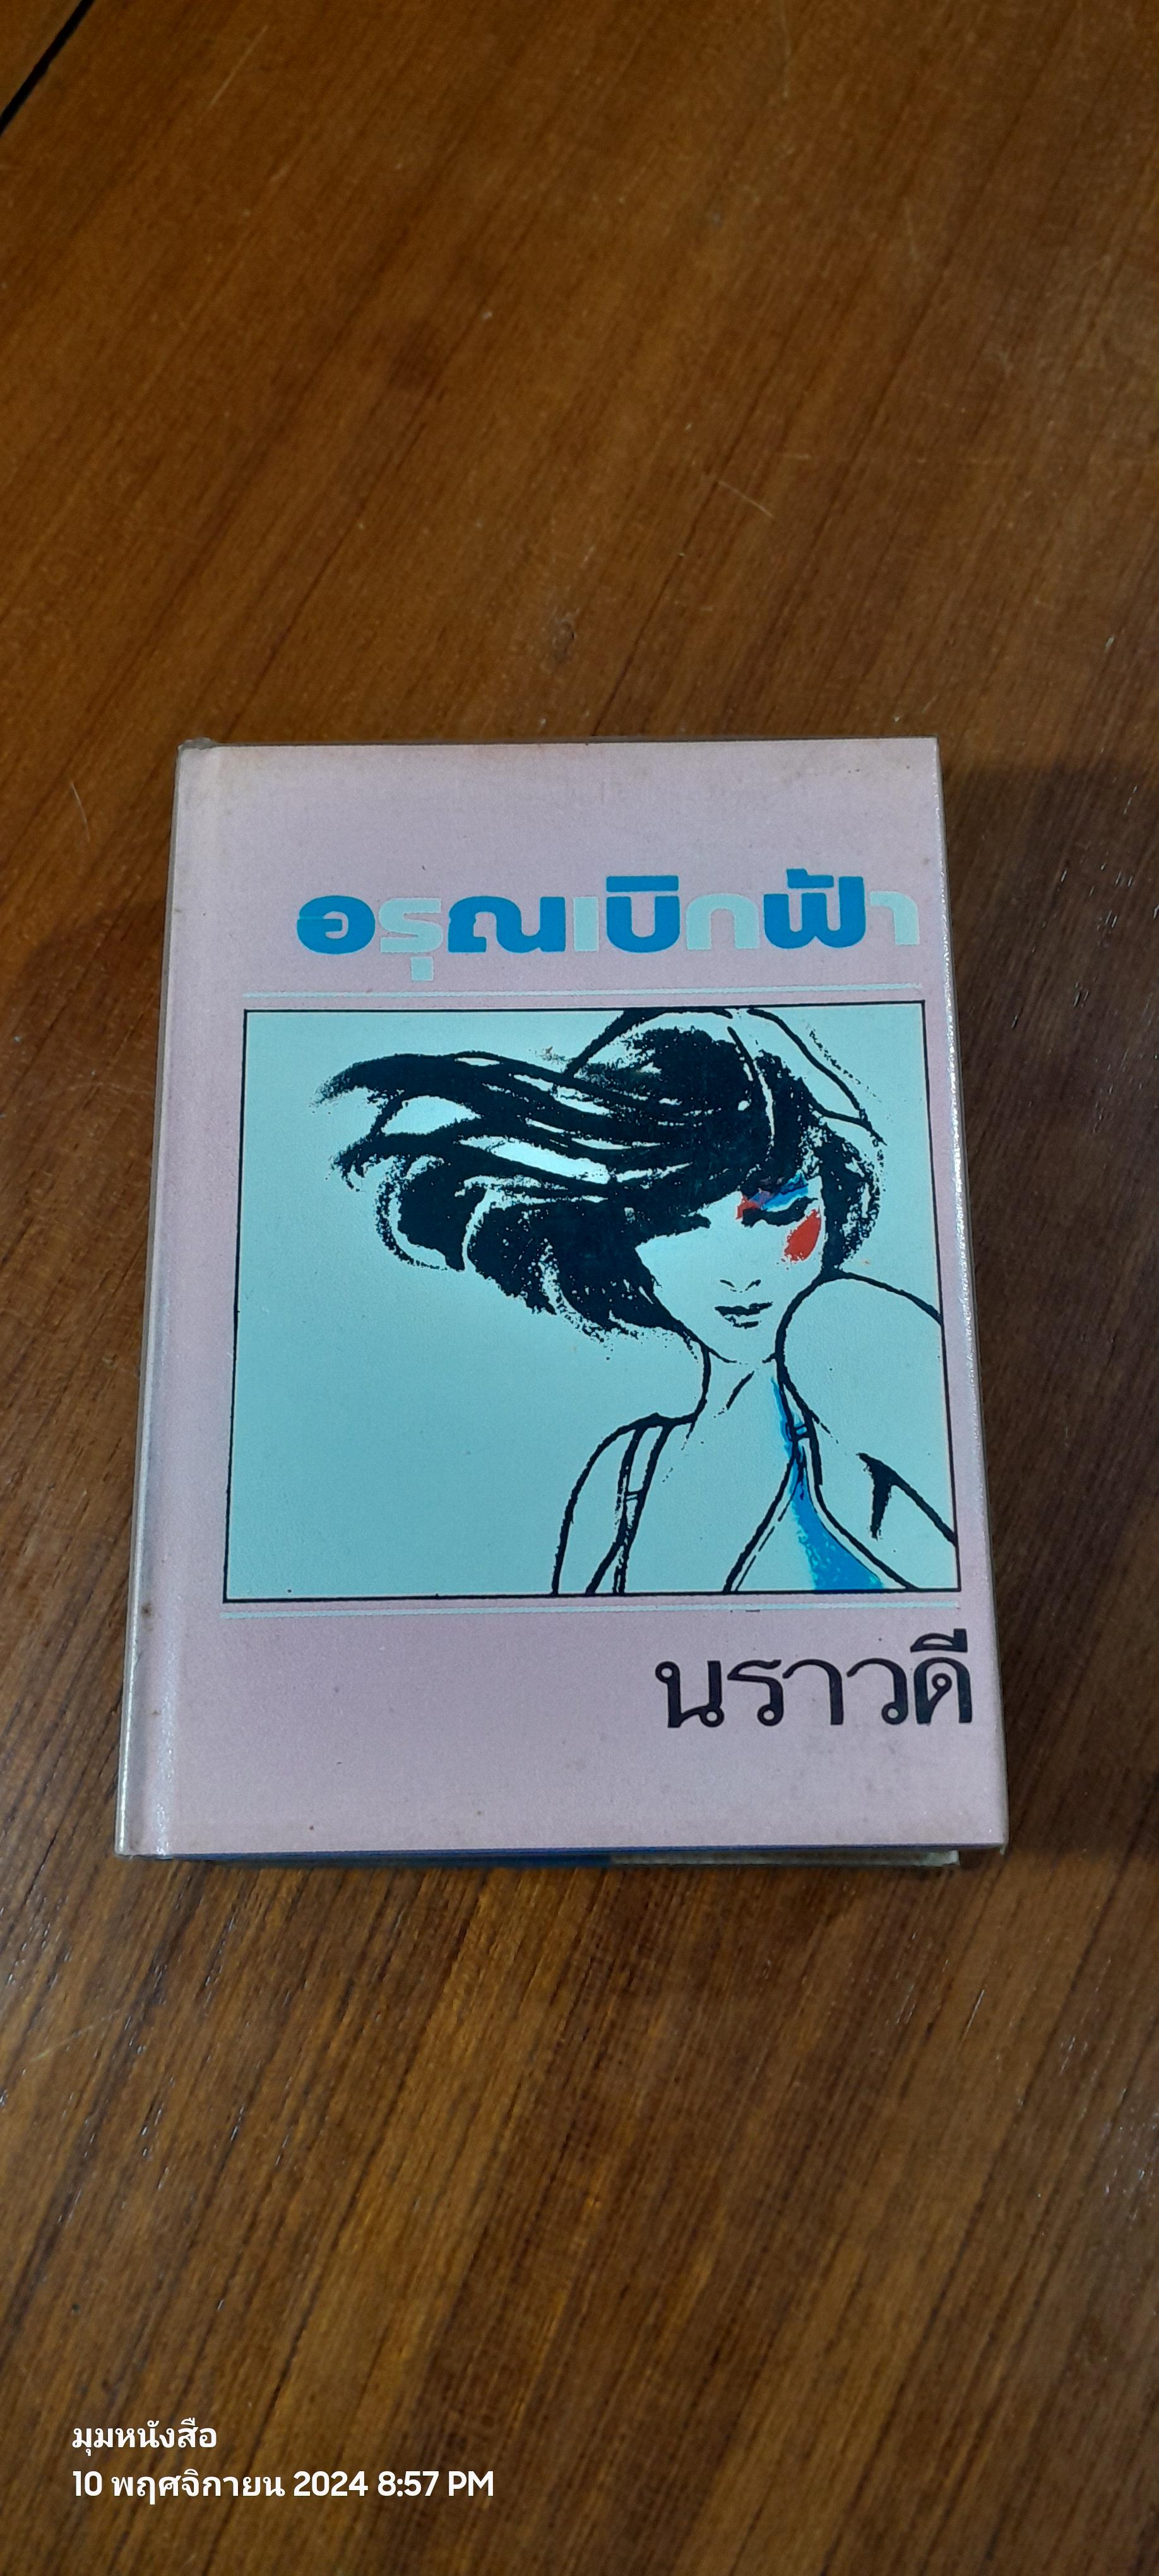 อรุณเบิกฟ้า
นราวดี
มุมหนังสือ
10 พฤศจิกายน 2024 8:57 PM